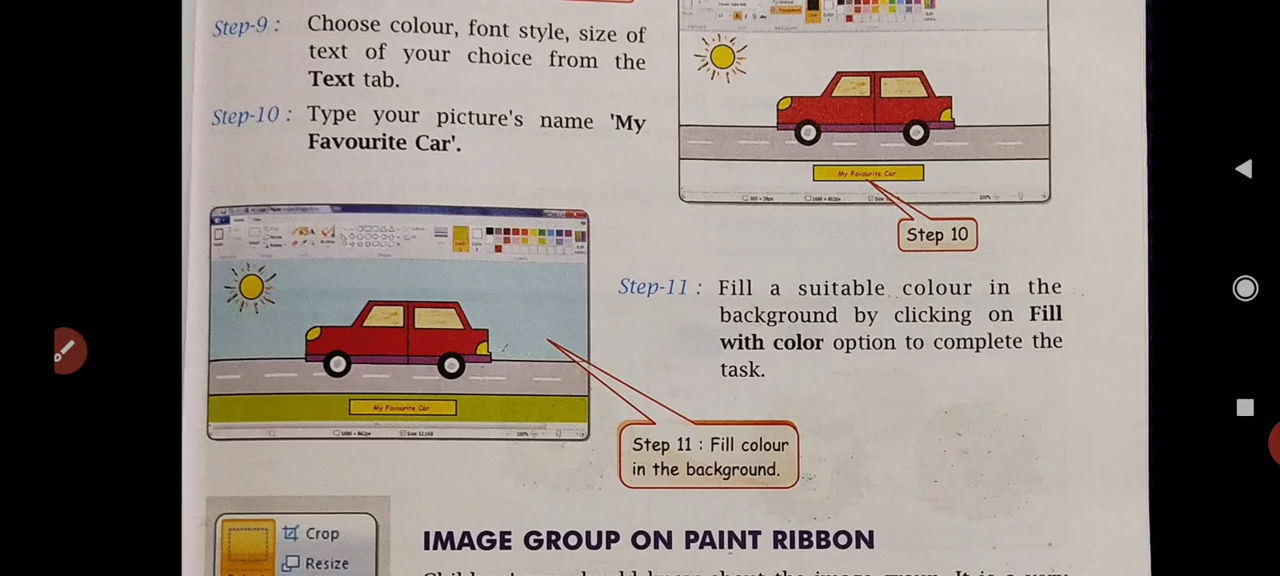 Step-9 : Choose colour, font style, size of
text of your choice from the
Text tab.
Step-10 : Type your picture's name 'My
Favourite Car'.
My Favourite Car
Step 10
My Favourite Car
Step-11 : Fill a suitable colour in the
background by clicking on Fill
with color option to complete the
task.
Step 11 : Fill colour
in the background.
Crop
Resize
IMAGE GROUP ON PAINT RIBBON